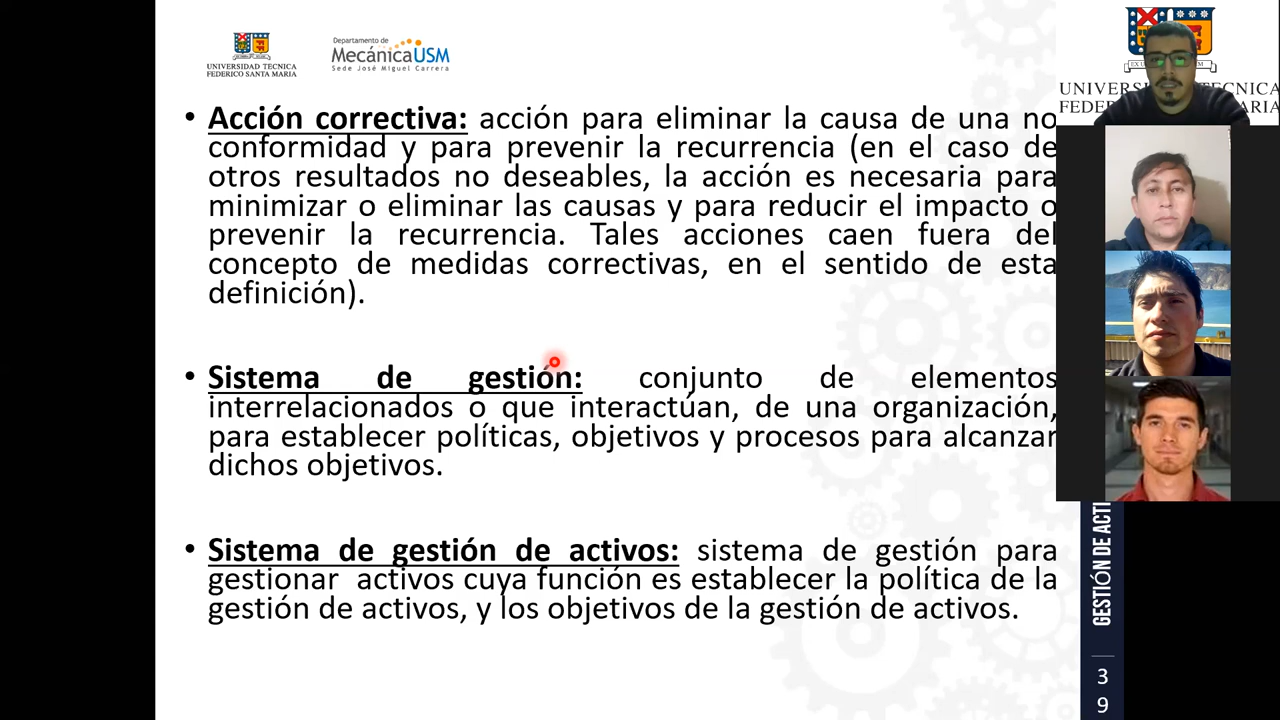 UNIVERSIDAD TECNICA
FEDERICO SANTA MARIA
Departamento de
MecánicaUSM
Sede José Miguel Carrera
• Acción correctiva: acción para eliminar la causa de una no
conformidad y para prevenir la recurrencia (en el caso de
otros resultados no deseables, la acción es necesaria para
minimizar o eliminar las causas y para reducir el impacto o
prevenir la recurrencia. Tales acciones caen fuera del
concepto de medidas correctivas, en el sentido de esta
definición).
• Sistema de gestión: conjunto de elementos
interrelacionados o que interactúan, de una organización,
para establecer políticas, objetivos y procesos para alcanzar
dichos objetivos.
• Sistema de gestión de activos: sistema de gestión para
gestionar activos cuya función es establecer la política de la
gestión de activos, y los objetivos de la gestión de activos.
GESTIÓN DE ACTI
3
9